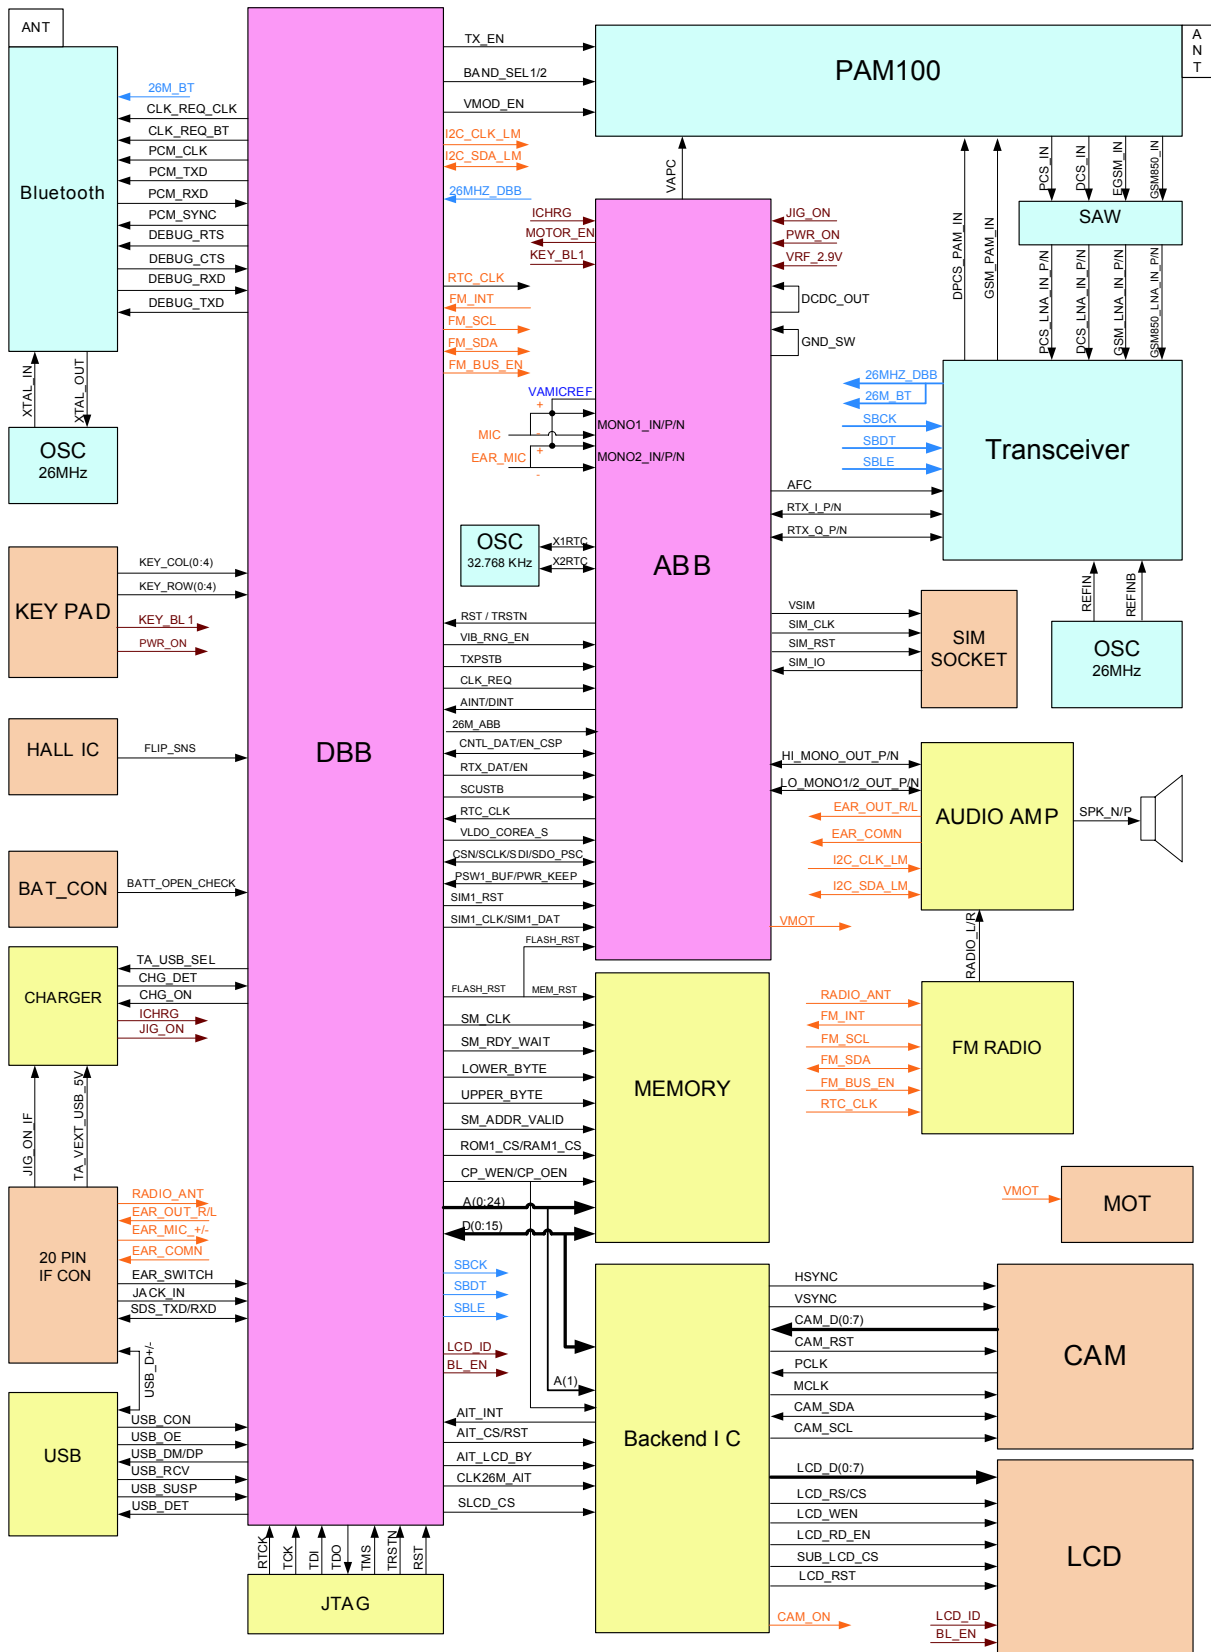 ANT
26M_BT
CLK_REQ_CLK
CLK_REQ_BT
PCM_CLK
PCM_TXD
Bluetooth
PCM_RXD
PCM_SYNC
DEBUG_RTS
DEBUG_CTS
DEBUG_RXD
DEBUG_TXD
XTAL_IN
XTAL_OUT
OSC
26MHz
KEY PAD
KEY_COL(0:4)
KEY_ROW(0:4)
KEY_BL1
PWR_ON
HALL IC
FLIP_SNS
BAT_CON
BATT_OPEN_CHECK
CHARGER
TA_USB_SEL
CHG_DET
CHG_ON
ICHRG
JIG_ON
JIG_ON_IF
TA_VEXT_USB_5V
20 PIN
IF CON
RADIO_ANT
EAR_OUT_R/L
EAR_MIC_+/-
EAR_COMN
EAR_SWITCH
JACK_IN
SDS_TXD/RXD
USB_D+/-
USB
USB_CON
USB_OE
USB_DM/DP
USB_RCV
USB_SUSP
USB_DET
DBB
RTCK
TCK
TDI
TDO
TMS
TRSTN
RST
JTAG
TX_EN
BAND_SEL1/2
VMOD_EN
I2C_CLK_LM
I2C_SDA_LM
26MHZ_DBB
RTC_CLK
FM_INT
FM_SCL
FM_SDA
FM_BUS_EN
ICHRG
MOTOR_EN
KEY_BL1
VAMICREF
+
MIC
-
MONO1_IN/P/N
+
EAR_MIC
-
MONO2_IN/P/N
OSC
32.768 KHz
X1RTC
X2RTC
RST / TRSTN
VIB_RNG_EN
TXPSTB
CLK_REQ
AINT/DINT
26M_ABB
CNTL_DAT/EN_CSP
RTX_DAT/EN
SCUSTB
RTC_CLK
VLDO_COREA_S
CSN/SCLK/SDI/SDO_PSC
PSW1_BUF/PWR_KEEP
SIM1_RST
SIM1_CLK/SIM1_DAT
FLASH_RST
FLASH_RST
MEM_RST
SM_CLK
SM_RDY_WAIT
LOWER_BYTE
UPPER_BYTE
SM_ADDR_VALID
ROM1_CS/RAM1_CS
CP_WEN/CP_OEN
A(0:24)
D(0:15)
SBCK
SBDT
SBLE
LCD_ID
BL_EN
A(1)
AIT_INT
AIT_CS/RST
AIT_LCD_BY
CLK26M_AIT
SLCD_CS
PAM100
A
N
T
VAPC
DPCS_PAM_IN
GSM_PAM_IN
PCS_IN
DCS_IN
EGSM_IN
GSM850_IN
SAW
PCS_LNA_IN_P/N
DCS_LNA_IN_P/N
GSM_LNA_IN_P/N
GSM850_LNA_IN_P/N
ABB
JIG_ON
PWR_ON
VRF_2.9V
DCDC_OUT
GND_SW
26MHZ_DBB
26M_BT
SBCK
SBDT
SBLE
AFC
RTX_I_P/N
RTX_Q_P/N
Transceiver
REFIN
REFINB
OSC
26MHz
VSIM
SIM_CLK
SIM_RST
SIM_IO
SIM
SOCKET
HI_MONO_OUT_P/N
LO_MONO1/2_OUT_P/N
EAR_OUT_R/L
EAR_COMN
I2C_CLK_LM
I2C_SDA_LM
AUDIO AMP
SPK_N/P
VMOT
RADIO_L/R
RADIO_ANT
FM_INT
FM_SCL
FM_SDA
FM_BUS_EN
RTC_CLK
FM RADIO
MEMORY
VMOT
MOT
Backend I C
HSYNC
VSYNC
CAM_D(0:7)
CAM_RST
PCLK
MCLK
CAM_SDA
CAM_SCL
CAM
LCD_D(0:7)
LCD_RS/CS
LCD_WEN
LCD_RD_EN
SUB_LCD_CS
LCD_RST
LCD
CAM_ON
LCD_ID
BL_EN